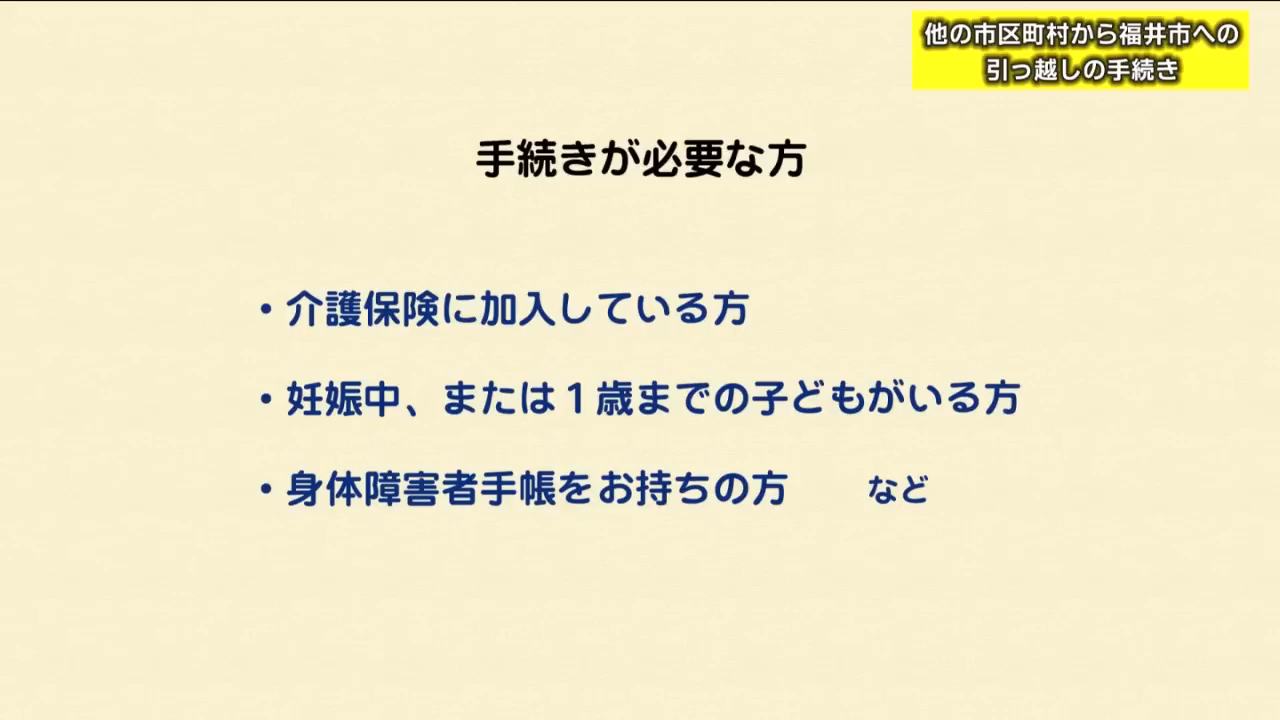 他の市区町村から福井市への
引っ越しの手続き
手続きが必要な方
・介護保険に加入している方
・妊娠中、または１歳までの子どもがいる方
・身体障害者手帳をお持ちの方　　など